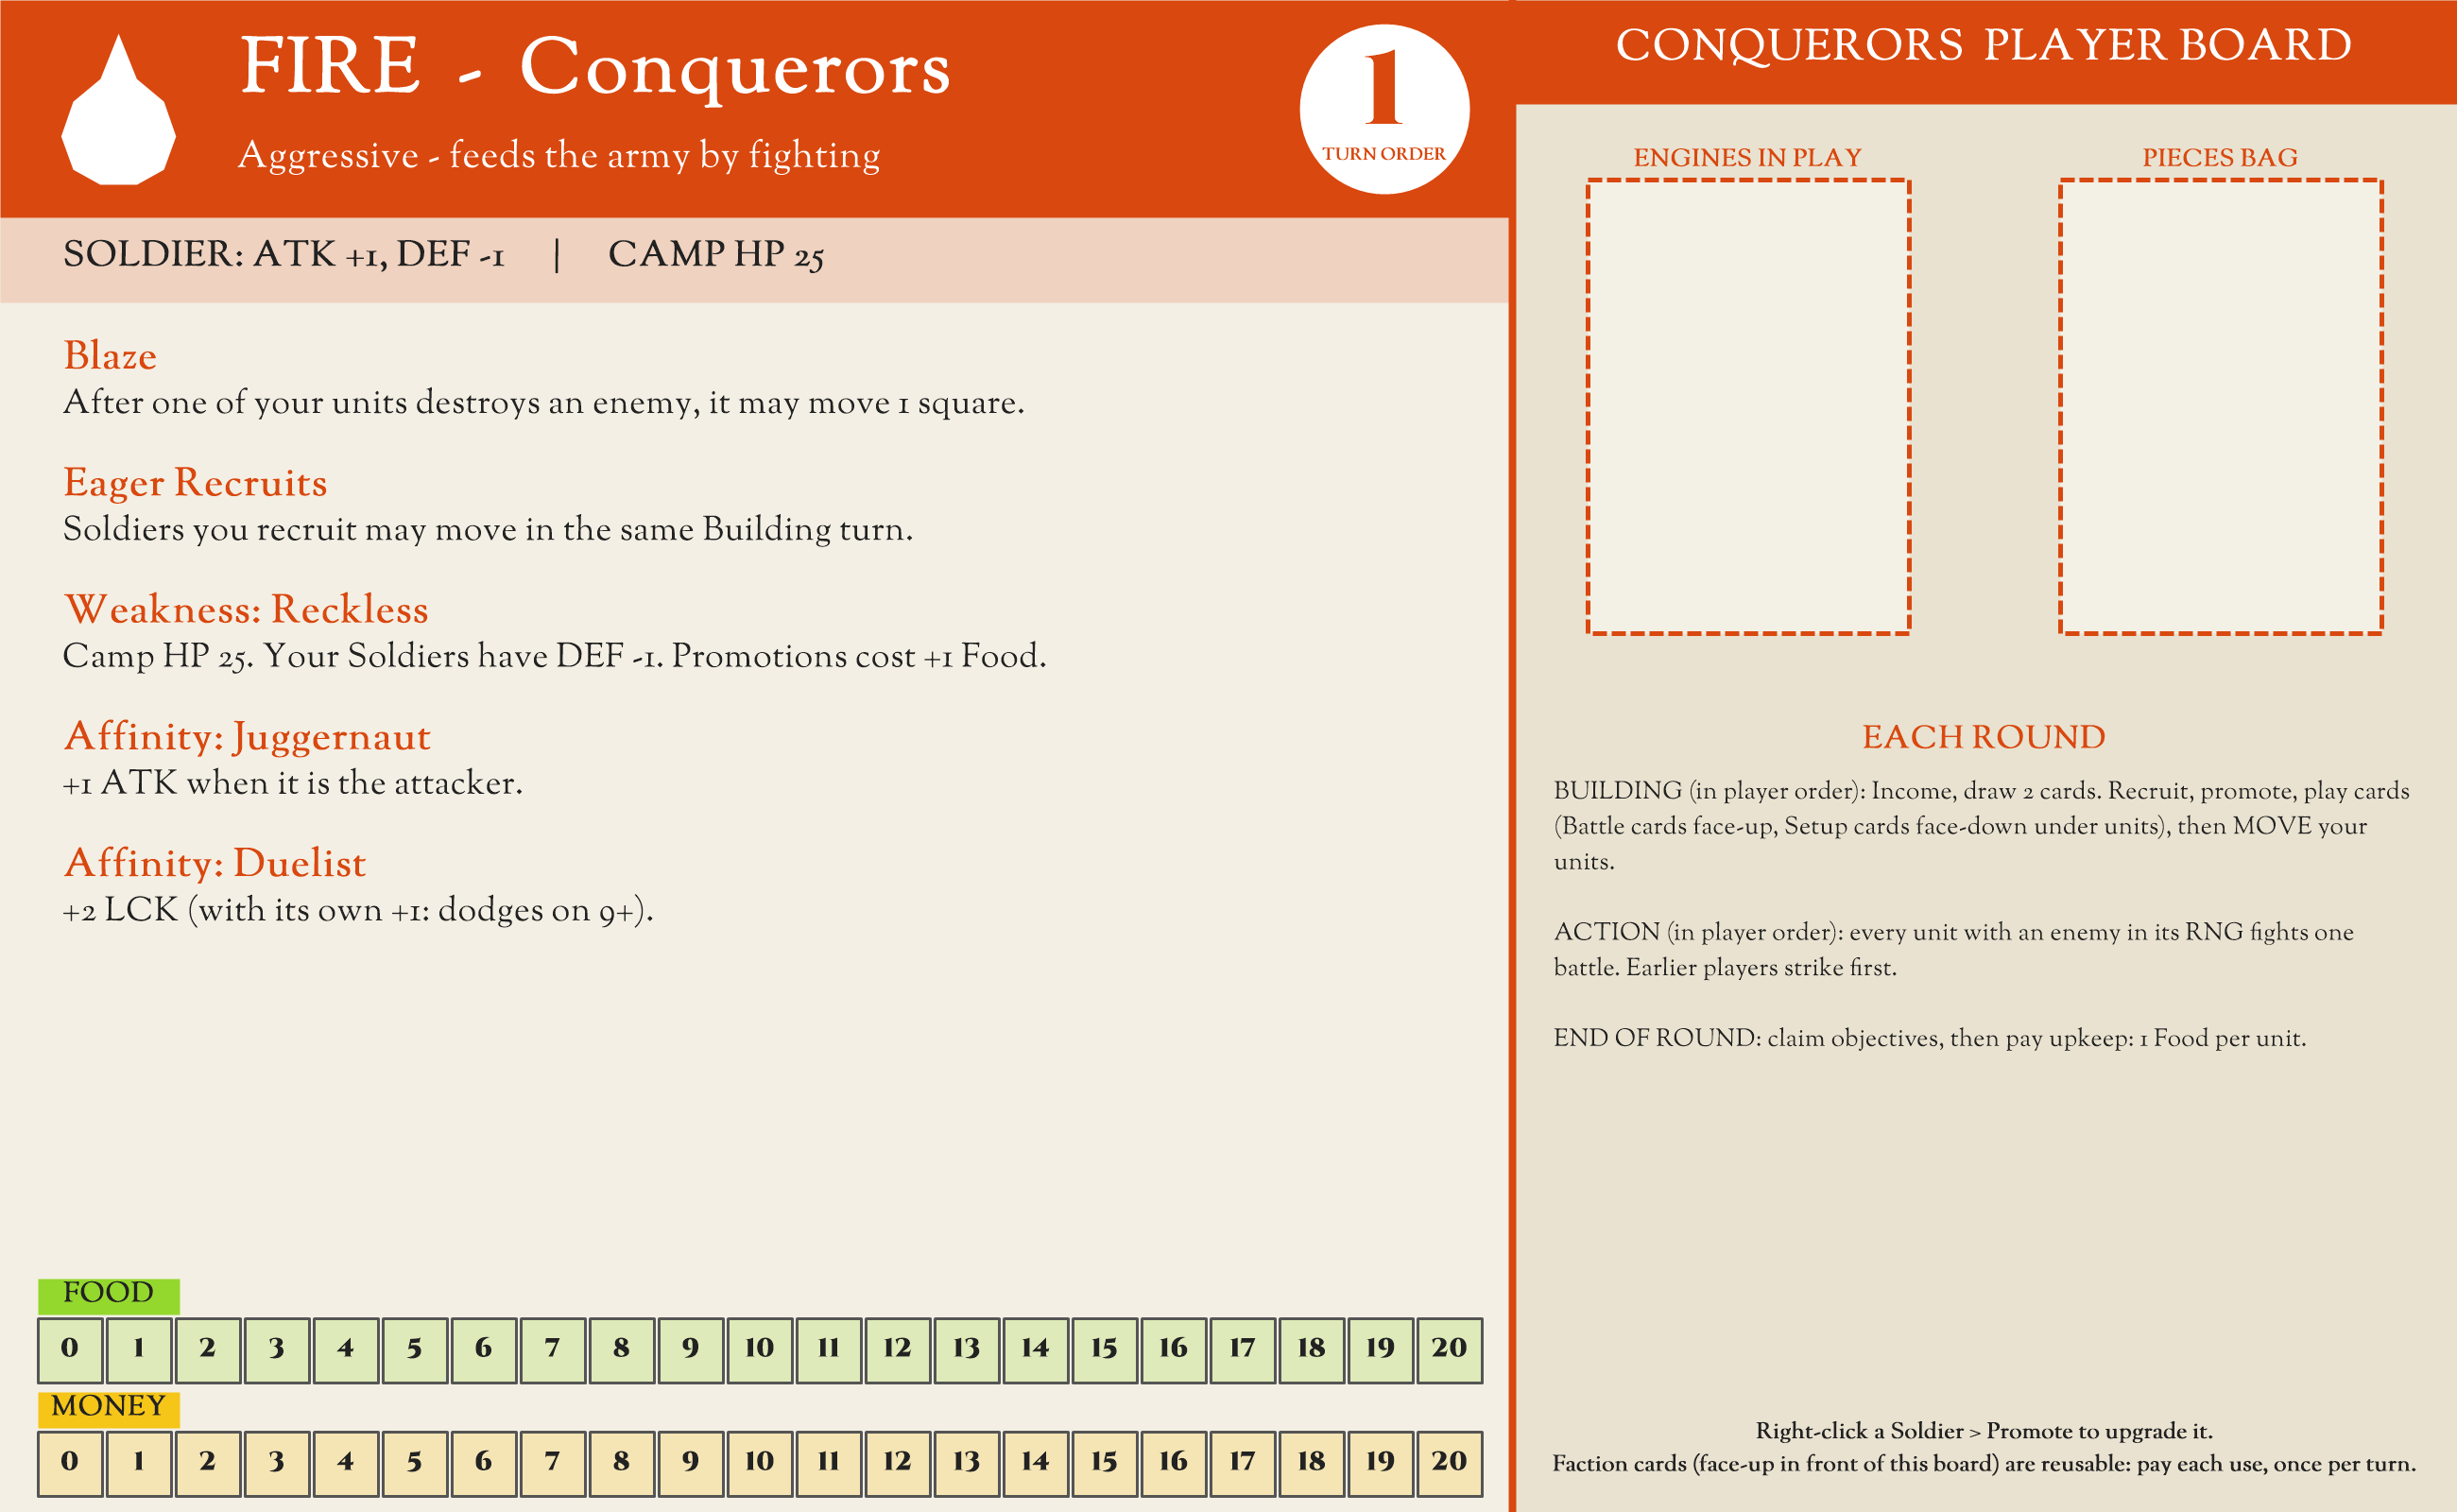 FIRE - Conquerors
Aggressive - feeds the army by fighting
1
TURN ORDER
SOLDIER: ATK +1, DEF -1 | CAMP HP 25
Blaze
After one of your units destroys an enemy, it may move 1 square.
Eager Recruits
Soldiers you recruit may move in the same Building turn.
Weakness: Reckless
Camp HP 25. Your Soldiers have DEF -1. Promotions cost +1 Food.
Affinity: Juggernaut
+1 ATK when it is the attacker.
Affinity: Duelist
+2 LCK (with its own +1: dodges on 9+).
FOOD
0 1 2 3 4 5 6 7 8 9 10 11 12 13 14 15 16 17 18 19 20
MONEY
0 1 2 3 4 5 6 7 8 9 10 11 12 13 14 15 16 17 18 19 20
CONQUERORS PLAYER BOARD
ENGINES IN PLAY
PIECES BAG
EACH ROUND
BUILDING (in player order): Income, draw 2 cards. Recruit, promote, play cards
(Battle cards face-up, Setup cards face-down under units), then MOVE your
units.
ACTION (in player order): every unit with an enemy in its RNG fights one
battle. Earlier players strike first.
END OF ROUND: claim objectives, then pay upkeep: 1 Food per unit.
Right-click a Soldier > Promote to upgrade it.
Faction cards (face-up in front of this board) are reusable: pay each use, once per turn.